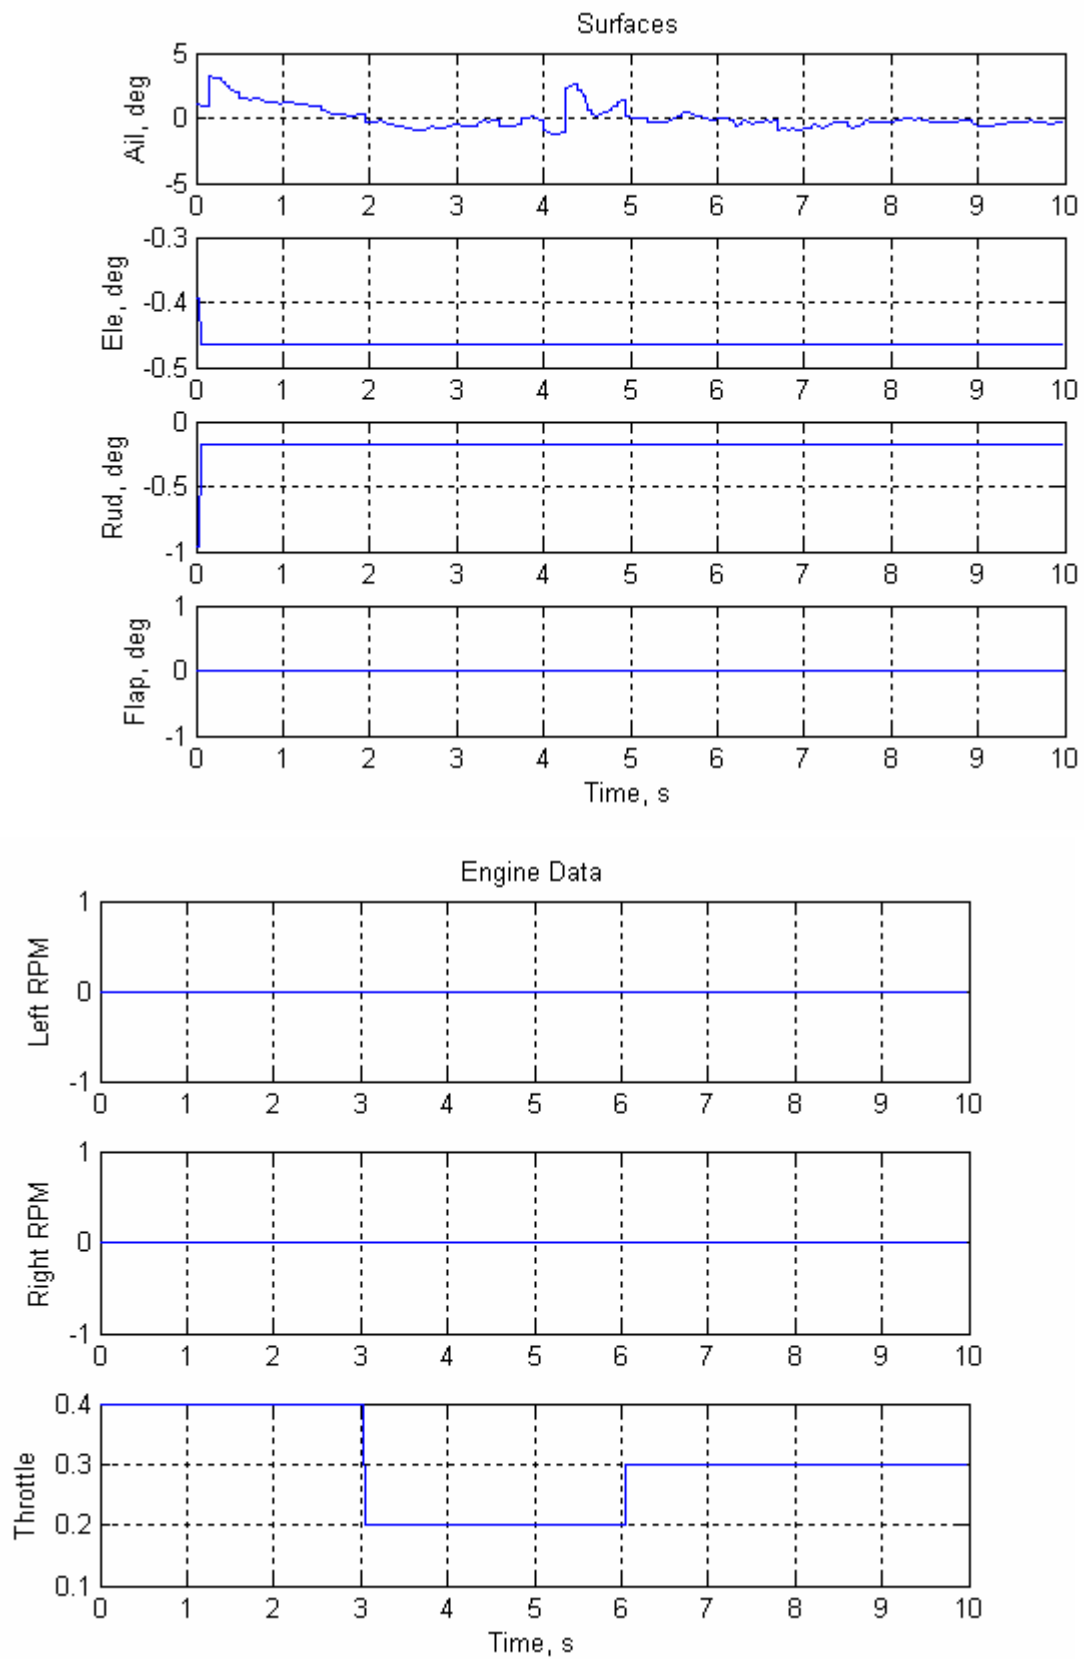 Surfaces
Ail, deg
5
0
-5
0 1 2 3 4 5 6 7 8 9 10
Ele, deg
-0.3
-0.4
-0.5
0 1 2 3 4 5 6 7 8 9 10
Rud, deg
0
-0.5
-1
0 1 2 3 4 5 6 7 8 9 10
Flap, deg
1
0
-1
0 1 2 3 4 5 6 7 8 9 10
Time, s
Engine Data
Left RPM
1
0
-1
0 1 2 3 4 5 6 7 8 9 10
Right RPM
1
0
-1
0 1 2 3 4 5 6 7 8 9 10
Throttle
0.4
0.3
0.2
0.1
0 1 2 3 4 5 6 7 8 9 10
Time, s